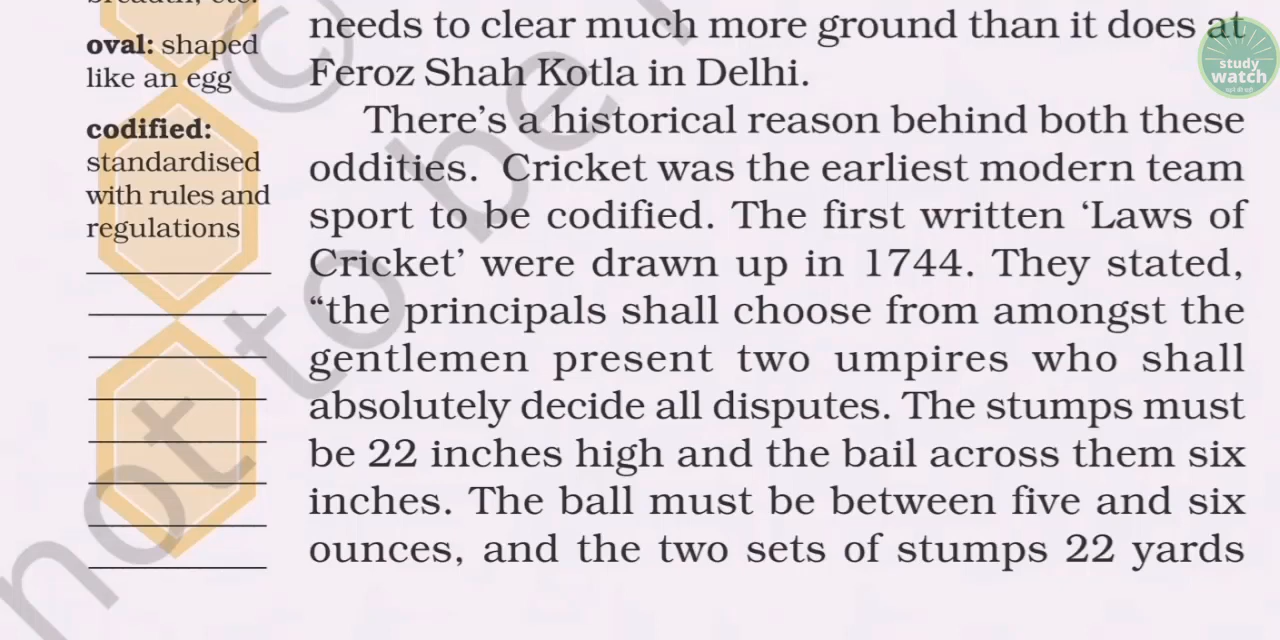 oval: shaped
like an egg
codified:
standardised
with rules and
regulations
needs to clear much more ground than it does at
Feroz Shah Kotla in Delhi.
There's a historical reason behind both these
oddities. Cricket was the earliest modern team
sport to be codified. The first written ‘Laws of
Cricket’ were drawn up in 1744. They stated,
“the principals shall choose from amongst the
gentlemen present two umpires who shall
absolutely decide all disputes. The stumps must
be 22 inches high and the bail across them six
inches. The ball must be between five and six
ounces, and the two sets of stumps 22 yards
© not to be r
study
watch